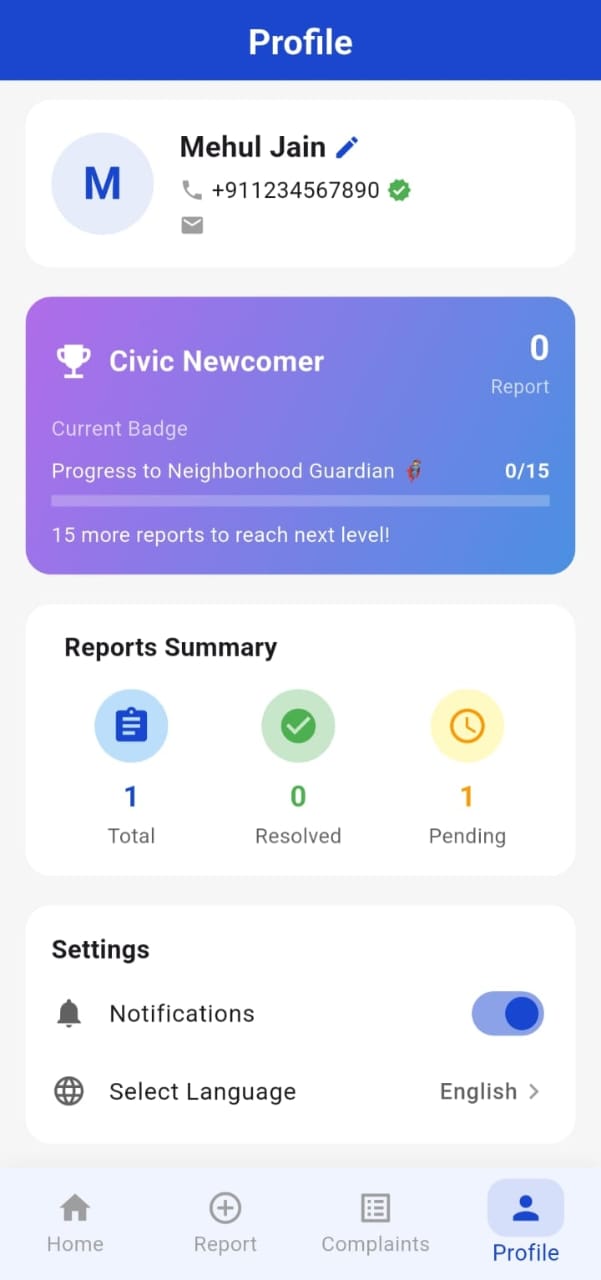 Profile
M
Mehul Jain
+911234567890
Civic Newcomer
0
Report
Current Badge
Progress to Neighborhood Guardian 0/15
15 more reports to reach next level!
Reports Summary
1 0 1
Total Resolved Pending
Settings
Notifications
Select Language English
Home Report Complaints Profile